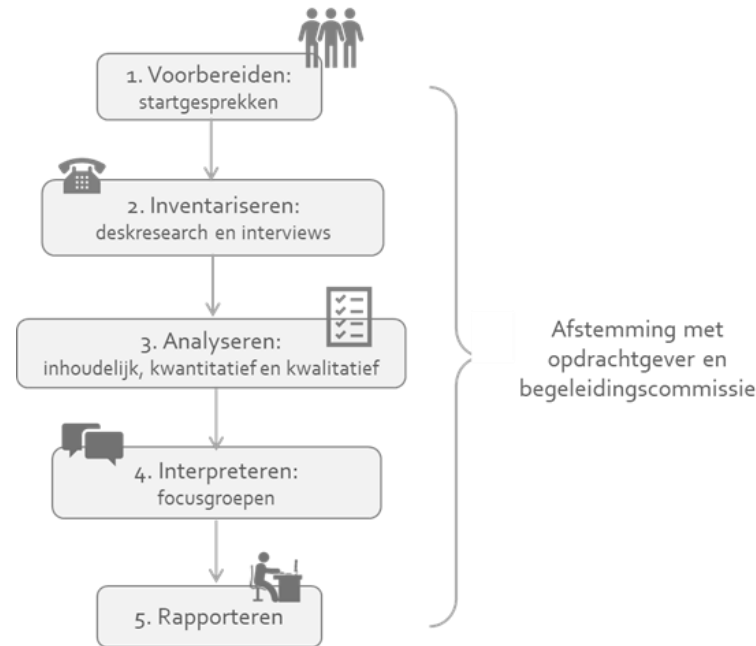 1. Voorbereiden:
startgesprekken
2. Inventariseren:
deskresearch en interviews
3. Analyseren:
inhoudelijk, kwantitatief en kwalitatief
4. Interpreteren:
focusgroepen
5. Rapporteren
Afstemming met
opdrachtgever en
begeleidingscommissie